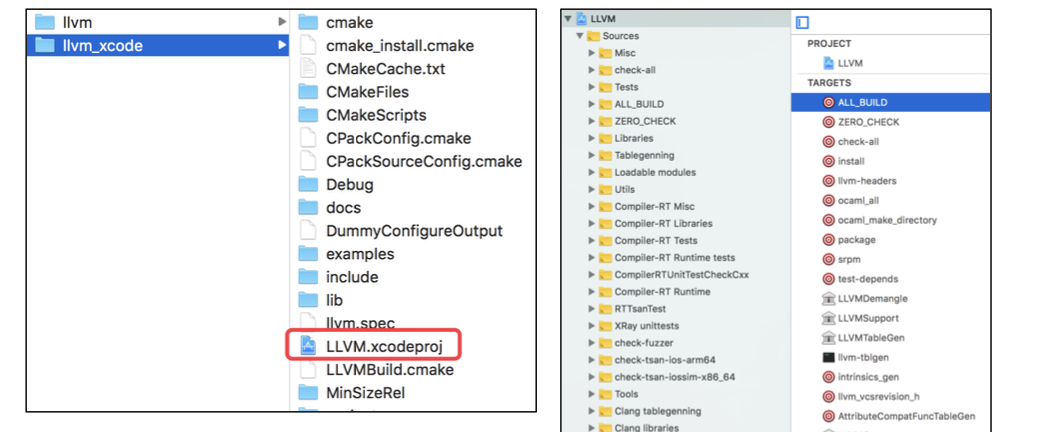 llvm
llvm_xcode
cmake
cmake_install.cmake
CMakeCache.txt
CMakeFiles
CMakeScripts
CPackConfig.cmake
CPackSourceConfig.cmake
Debug
docs
DummyConfigureOutput
examples
include
lib
llvm.spec
LLVM.xcodeproj
LLVMBuild.cmake
MinSizeRel
LLVM
Sources
Misc
check-all
Tests
ALL_BUILD
ZERO_CHECK
Libraries
Tablegenning
Loadable modules
Utils
Compiler-RT Misc
Compiler-RT Libraries
Compiler-RT Tests
Compiler-RT Runtime tests
CompilerRTUnitTestCheckCxx
Compiler-RT Runtime
RTTsanTest
XRay unittests
check-fuzzer
check-tsan-ios-arm64
check-tsan-iossim-x86_64
Tools
Clang tablegenning
Clang libraries
PROJECT
LLVM
TARGETS
ALL_BUILD
ZERO_CHECK
check-all
install
llvm-headers
ocaml_all
ocaml_make_directory
package
srpm
test-depends
LLVMDemangle
LLVMSupport
LLVMTableGen
llvm-tblgen
intrinsics_gen
llvm_vcsrevision_h
AttributeCompatFuncTableGen